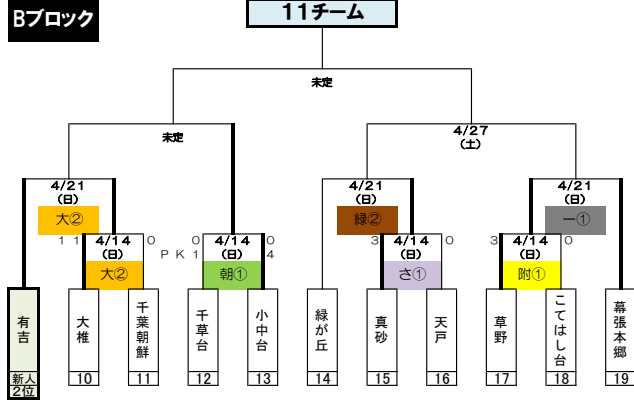 Bブロック
11チーム
未定
未定
4/27
(土)
4/21
(日)
大②
4/21
(日)
緑②
4/21
(日)
一①
11
4/14
(日)
大②
0
PK1
0
4/14
(日)
朝①
0
4
3
4/14
(日)
さ①
0
3
4/14
(日)
附①
0
有吉
新人
2位
大椎
10
千葉朝鮮
11
千草台
12
小中台
13
緑が丘
14
真砂
15
天戸
16
草野
17
こてはし台
18
幕張本郷
19